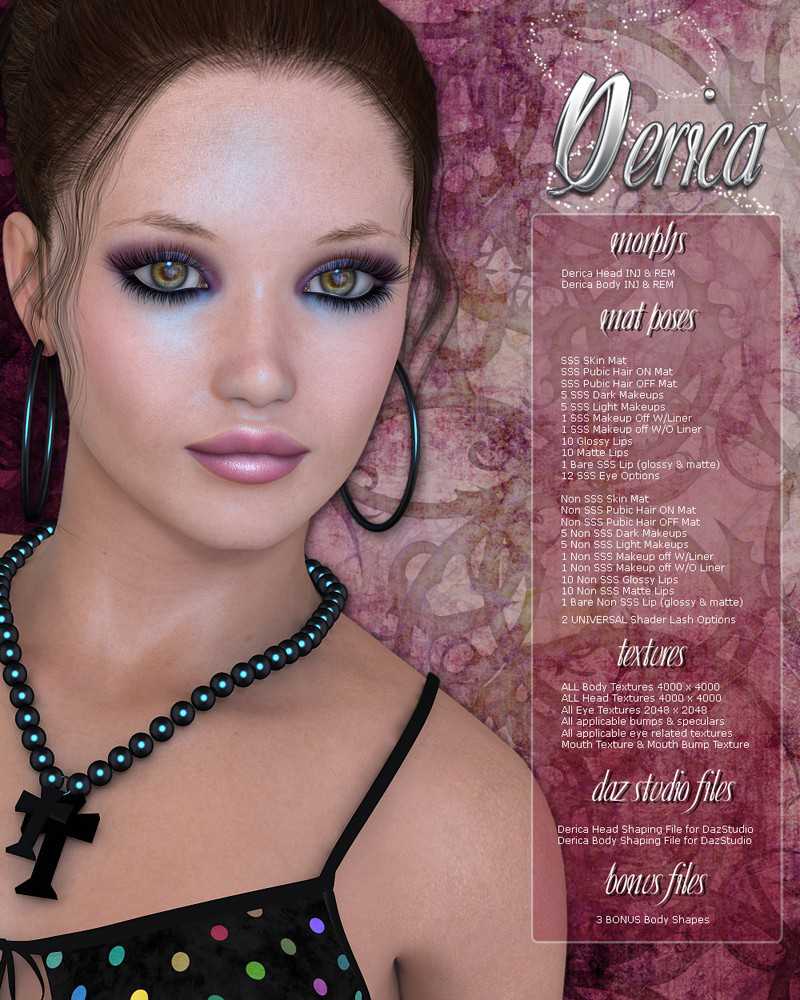 Derica
morphs
Derica Head INJ & REM
Derica Body INJ & REM
mat poses
SSS SKin Mat
SSS Pubic Hair ON Mat
SSS Pubic Hair OFF Mat
5 SSS Dark Makeups
5 SSS Light Makeups
1 SSS Makeup Off W/Liner
1 SSS Makeup off W/O Liner
10 Glossy Lips
10 Matte Lips
1 Bare SSS Lip (glossy & matte)
12 SSS Eye Options
Non SSS Skin Mat
Non SSS Pubic Hair ON Mat
Non SSS Pubic Hair OFF Mat
5 Non SSS Dark Makeups
5 Non SSS Light Makeups
1 Non SSS Makeup off W/Liner
1 Non SSS Makeup off W/O Liner
10 Non SSS Glossy Lips
10 Non SSS Matte Lips
1 Bare Non SSS Lip (glossy & matte)
2 UNIVERSAL Shader Lash Options
textures
ALL Body Textures 4000 x 4000
ALL Head Textures 4000 x 4000
All Eye Textures 2048 x 2048
All applicable bumps & speculars
All applicable eye related textures
Mouth Texture & Mouth Bump Texture
daz studio files
Derica Head Shaping File for DazStudio
Derica Body Shaping File for DazStudio
bonus files
3 BONUS Body Shapes